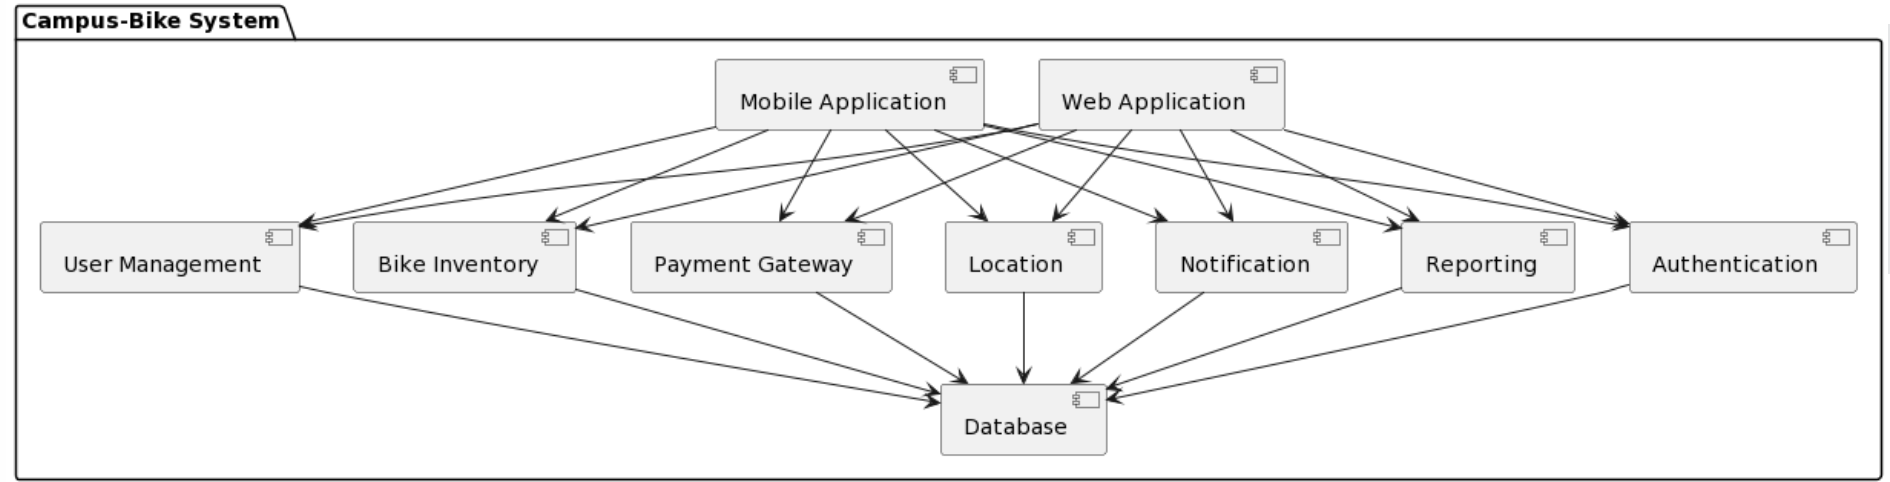 Campus-Bike System
Mobile Application
Web Application
User Management
Bike Inventory
Payment Gateway
Location
Notification
Reporting
Authentication
Database